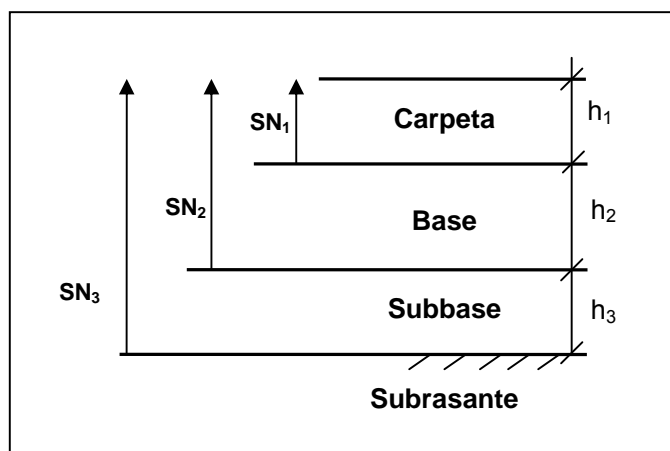 SN₁
Carpeta
h₁
SN₂
Base
h₂
SN₃
Subbase
h₃
Subrasante